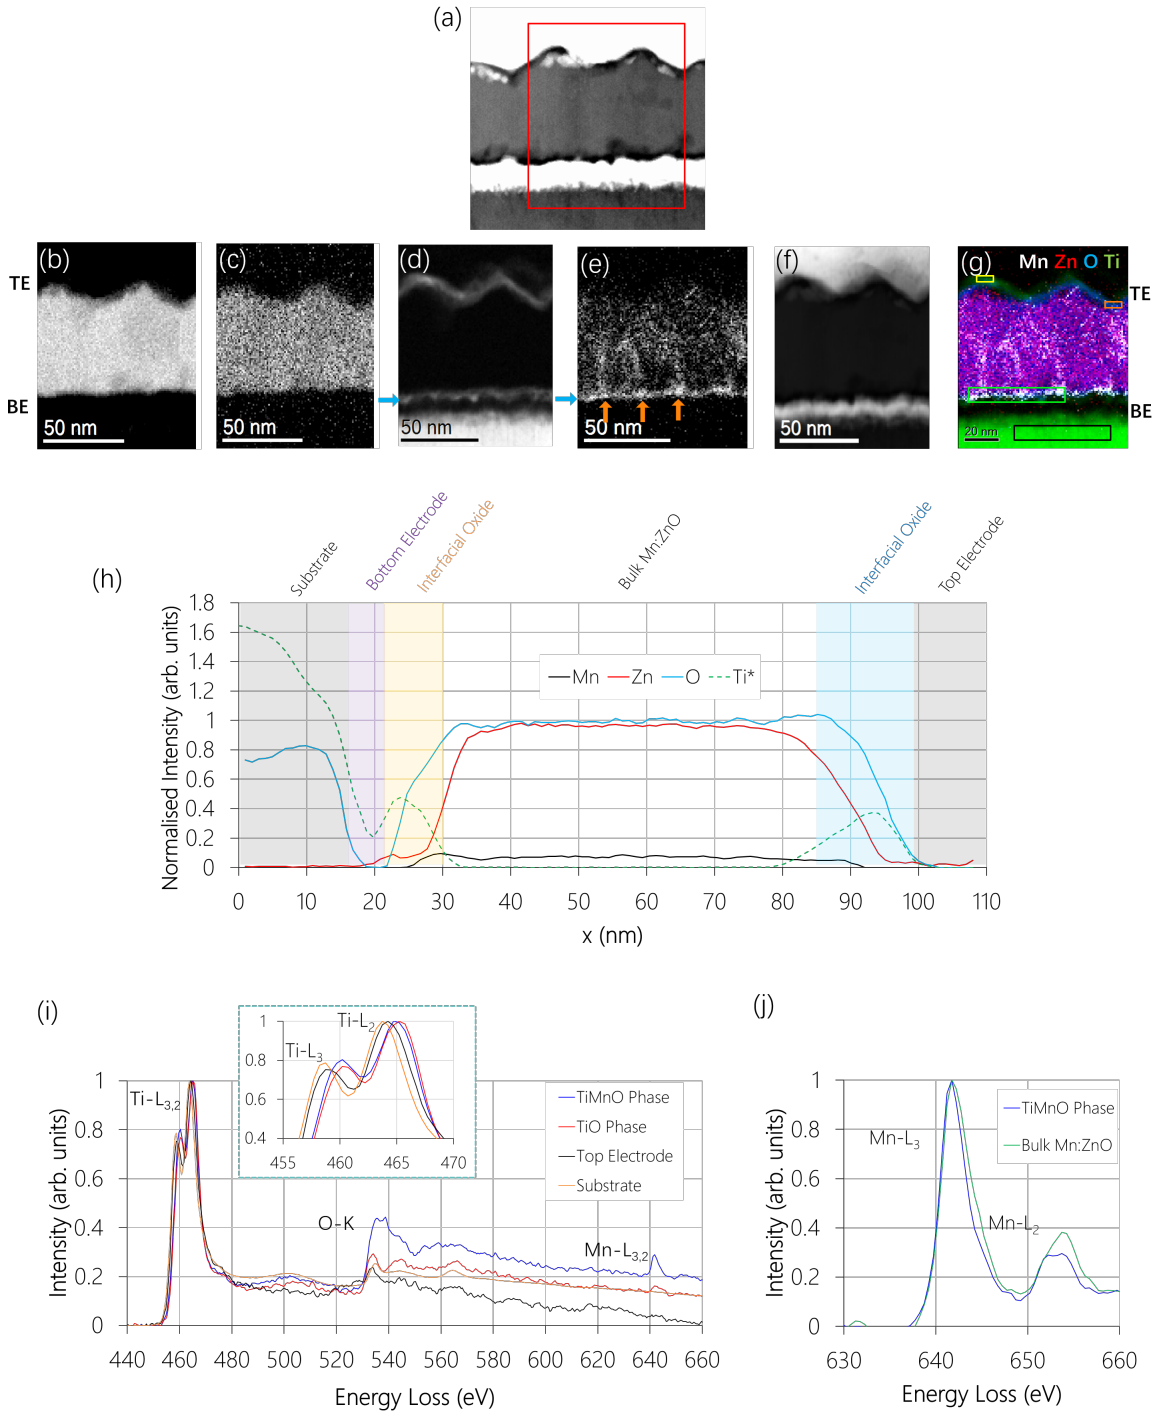 (a)
(b)
(c)
(d)
(e)
(f)
(g)
Mn Zn O Ti
TE
TE
BE
BE
50 nm
50 nm
50 nm
50 nm
50 nm
20 nm
(h)
Substrate
Bottom Electrode
Interfacial Oxide
Bulk Mn:ZnO
Interfacial Oxide
Top Electrode
Normalised Intensity (arb. units)
1.8
1.6
1.4
1.2
1
0.8
0.6
0.4
0.2
0
Mn Zn O Ti*
0 10 20 30 40 50 60 70 80 90 100 110
x (nm)
(i)
Ti-L2
Ti-L3
1
0.8
0.6
0.4
455 460 465 470
Ti-L3,2
Intensity (arb. units)
1
0.8
0.6
0.4
0.2
0
TiMnO Phase
TiO Phase
Top Electrode
Substrate
O-K
Mn-L3,2
440 460 480 500 520 540 560 580 600 620 640 660
Energy Loss (eV)
(j)
Intensity (arb. units)
1
0.8
0.6
0.4
0.2
0
TiMnO Phase
Bulk Mn:ZnO
Mn-L3
Mn-L2
630 640 650 660
Energy Loss (eV)